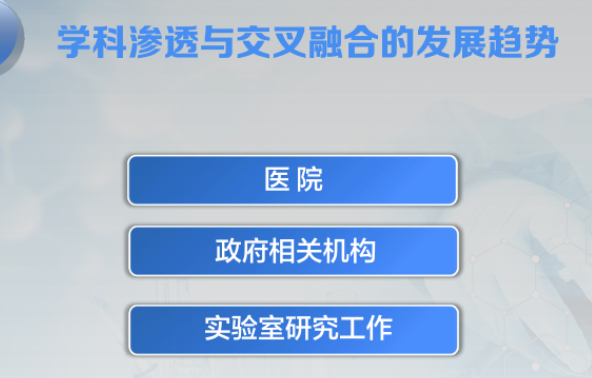 学科渗透与交叉融合的发展趋势
医院
政府相关机构
实验室研究工作